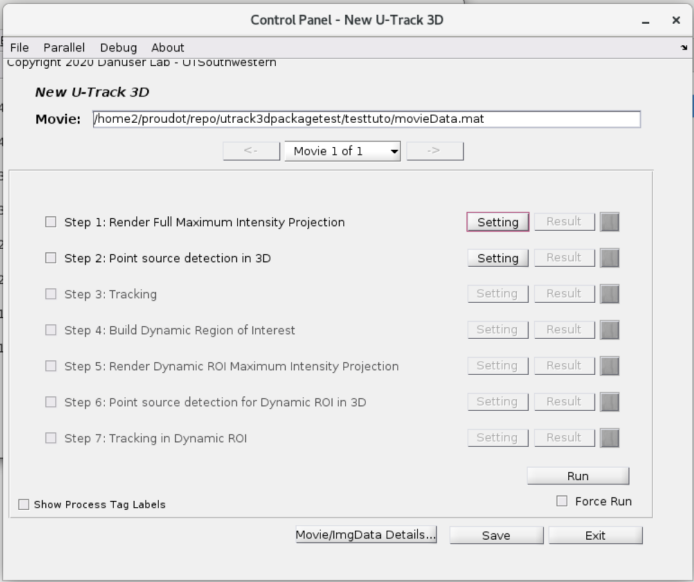 Control Panel - New U-Track 3D
File Parallel Debug About
Copyright 2020 Danuser Lab - UTSouthwestern
New U-Track 3D
Movie: /home2/proudot/repo/utrack3dpackagetest/testtuto/movieData.mat
<- Movie 1 of 1 ->
Step 1: Render Full Maximum Intensity Projection Setting Result
Step 2: Point source detection in 3D Setting Result
Step 3: Tracking Setting Result
Step 4: Build Dynamic Region of Interest Setting Result
Step 5: Render Dynamic ROI Maximum Intensity Projection Setting Result
Step 6: Point source detection for Dynamic ROI in 3D Setting Result
Step 7: Tracking in Dynamic ROI Setting Result
Run
Show Process Tag Labels Force Run
Movie/ImgData Details... Save Exit